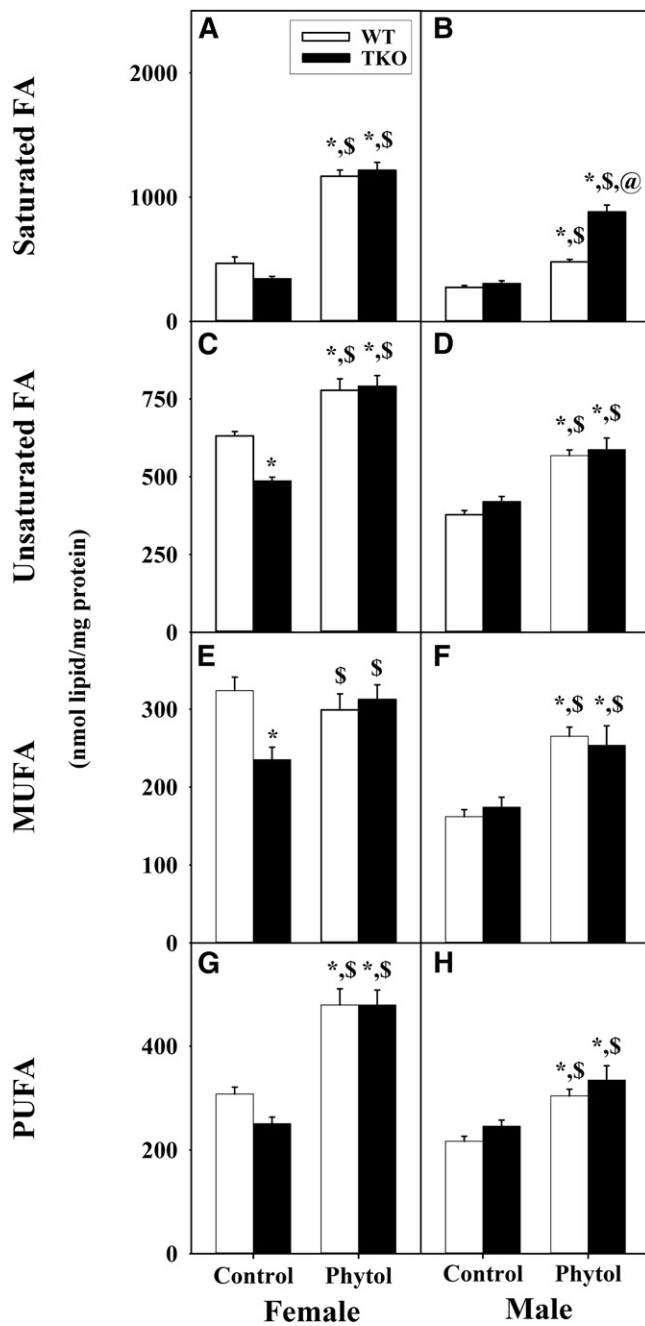 A
WT
TKO
B
Saturated FA
2000
1000
0
*,$ *,$
*,$
*,$,@
C
D
Unsaturated FA
750
500
250
0
*
*,$ *,$
*,$ *,$
(nmol lipid/mg protein)
E
F
MUFA
300
200
100
0
*
$ $
*,$ *,$
G
H
PUFA
400
200
0
*,$ *,$
*,$
*,$
Control Phytol Control Phytol
Female Male